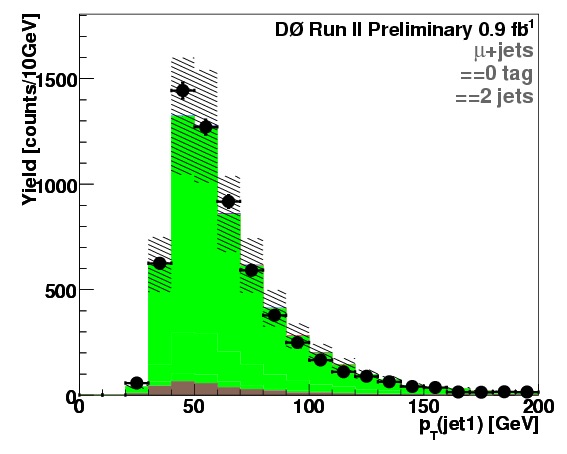 DØ Run II Preliminary 0.9 fb-1
μ+jets
==0 tag
==2 jets
Yield [counts/10GeV]
1500
1000
500
0
0 50 100 150 200
pT(jet1) [GeV]